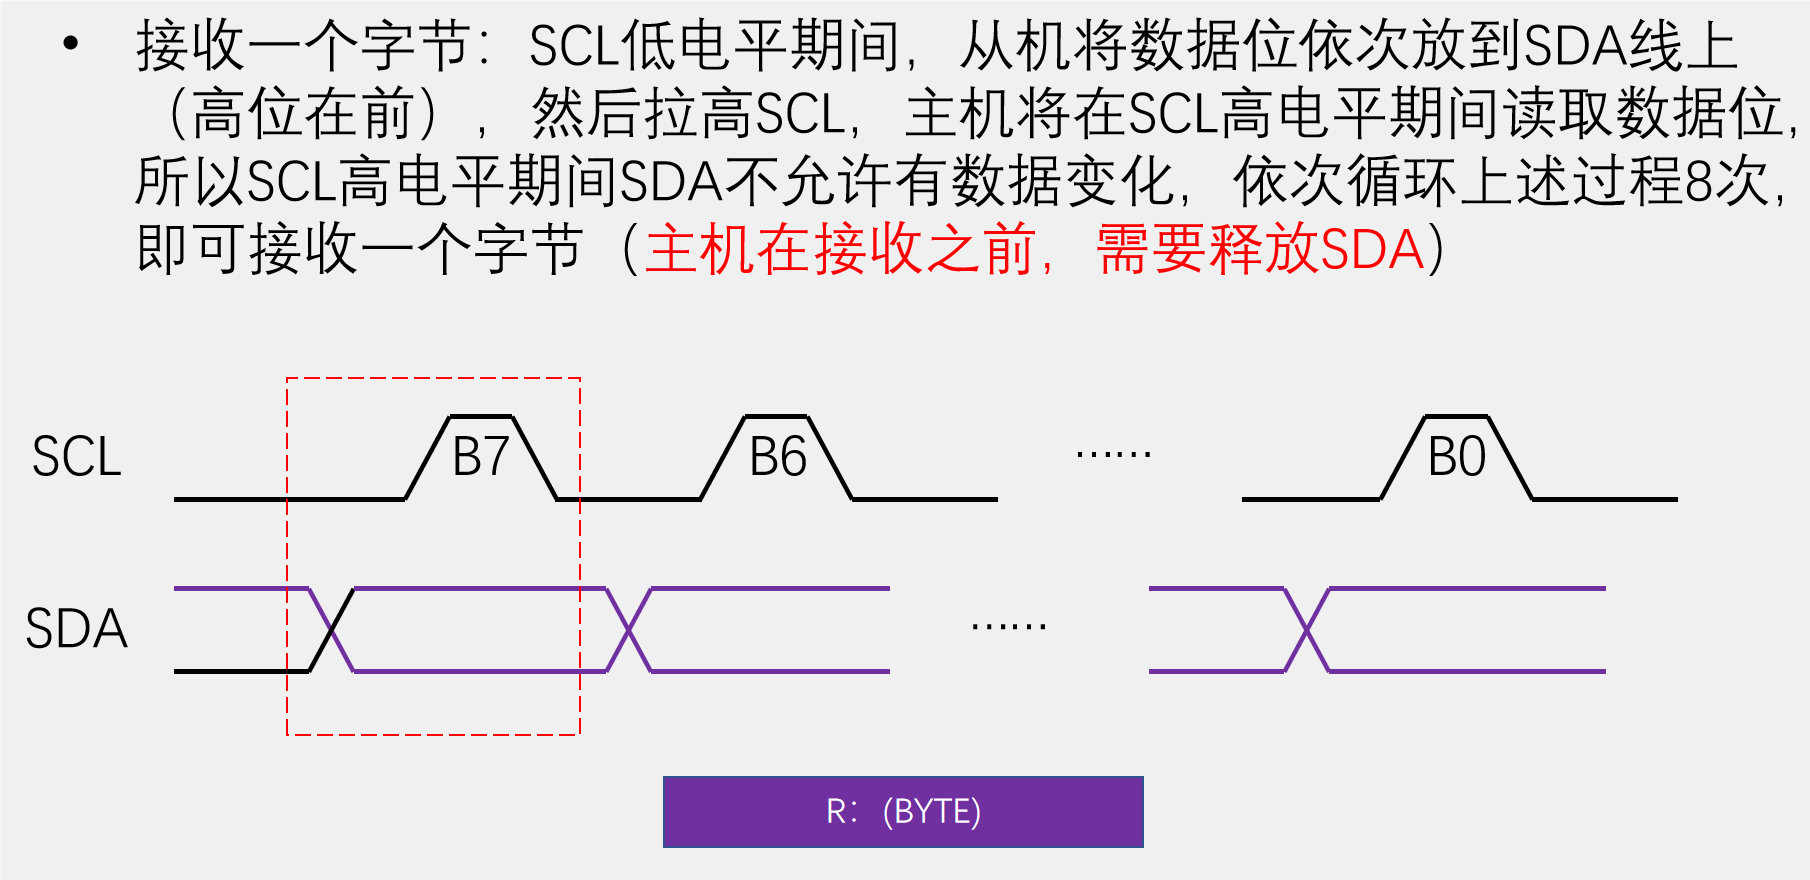 • 接收一个字节：SCL低电平期间，从机将数据位依次放到SDA线上
（高位在前），然后拉高SCL，主机将在SCL高电平期间读取数据位，
所以SCL高电平期间SDA不允许有数据变化，依次循环上述过程8次，
即可接收一个字节（主机在接收之前，需要释放SDA）
SCL B7 B6 …… B0
SDA ……
R：(BYTE)